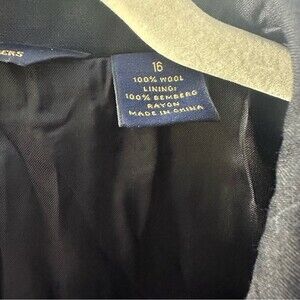 16
100% WOOL
LINING:
100% BEMBERG
RAYON
MADE IN CHINA